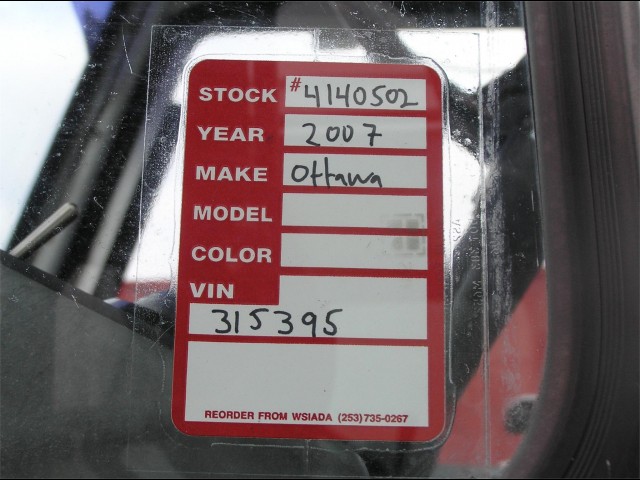 STOCK #4140502
YEAR 2007
MAKE Ottawa
MODEL
COLOR
VIN
315395
REORDER FROM WSIADA (253)735-0267